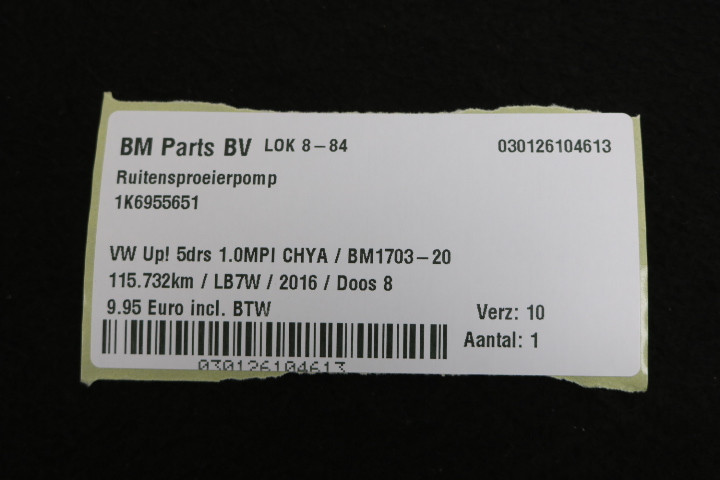 BM Parts BV LOK 8-84 030126104613
Ruitensproeierpomp
1K6955651
VW Up! 5drs 1.0MPI CHYA / BM1703-20
115.732km / LB7W / 2016 / Doos 8
9.95 Euro incl. BTW Verz: 10
Aantal: 1
030126104613